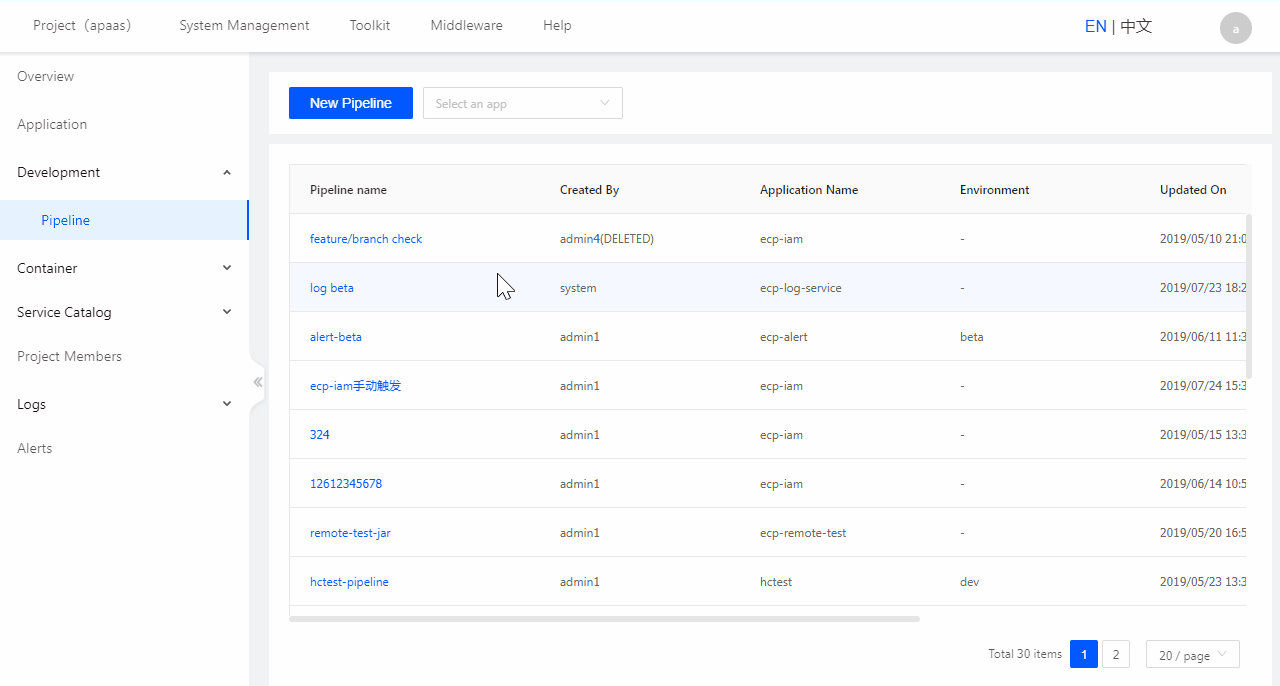 Project（apaas） System Management Toolkit Middleware Help EN | 中文 a
Overview
Application
Development
Pipeline
Container
Service Catalog
Project Members
Logs
Alerts
New Pipeline Select an app
Pipeline name Created By Application Name Environment Updated On
feature/branch check admin4(DELETED) ecp-iam - 2019/05/10 21:0
log beta system ecp-log-service - 2019/07/23 18:2
alert-beta admin1 ecp-alert beta 2019/06/11 11:3
ecp-iam手动触发 admin1 ecp-iam - 2019/07/24 15:3
324 admin1 ecp-iam - 2019/05/15 13:3
12612345678 admin1 ecp-iam - 2019/06/14 10:5
remote-test-jar admin1 ecp-remote-test - 2019/05/20 16:5
hctest-pipeline admin1 hctest dev 2019/05/23 13:3
Total 30 items 1 2 20 / page